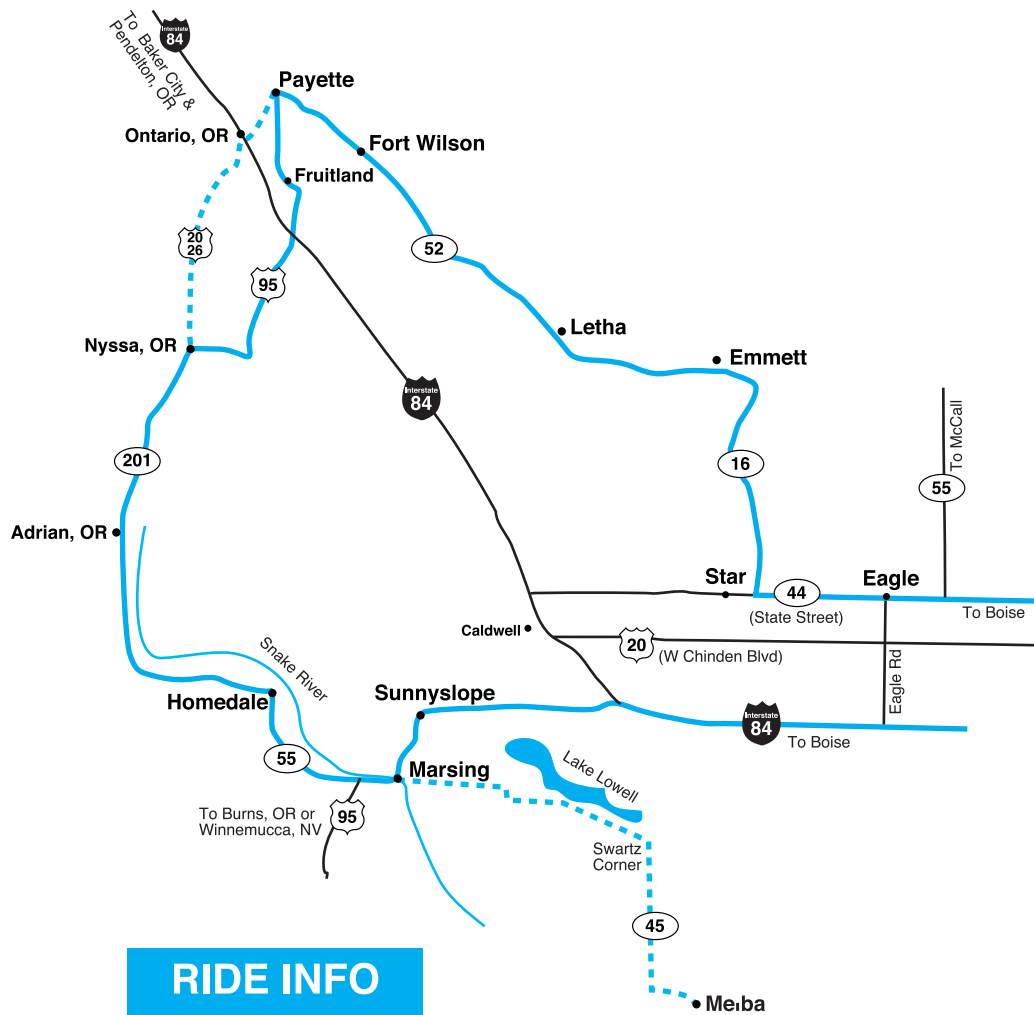 Interstate
84
To Baker City &
Pendelton, OR
Payette
Ontario, OR
Fort Wilson
Fruitland
20
26
52
95
Letha
Nyssa, OR
Emmett
Interstate
84
To McCall
201
16
55
Adrian, OR
Star
44
Eagle
(State Street)
To Boise
Caldwell
20
(W Chinden Blvd)
Eagle Rd
Snake River
Homedale
Sunnyslope
Interstate
84
To Boise
55
Marsing
Lake Lowell
To Burns, OR or
Winnemucca, NV
95
Swartz
Corner
45
RIDE INFO
Melba